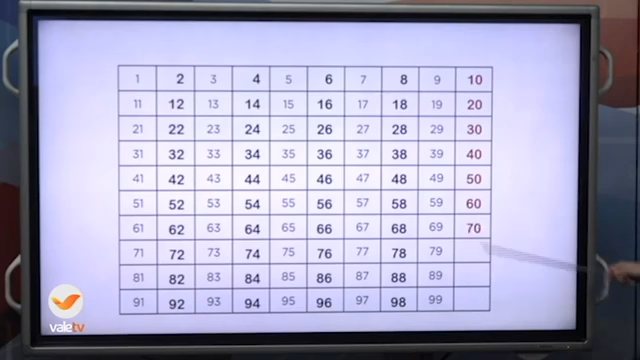 1 2 3 4 5 6 7 8 9 10
11 12 13 14 15 16 17 18 19 20
21 22 23 24 25 26 27 28 29 30
31 32 33 34 35 36 37 38 39 40
41 42 43 44 45 46 47 48 49 50
51 52 53 54 55 56 57 58 59 60
61 62 63 64 65 66 67 68 69 70
71 72 73 74 75 76 77 78 79
81 82 83 84 85 86 87 88 89
91 92 93 94 95 96 97 98 99
valetv